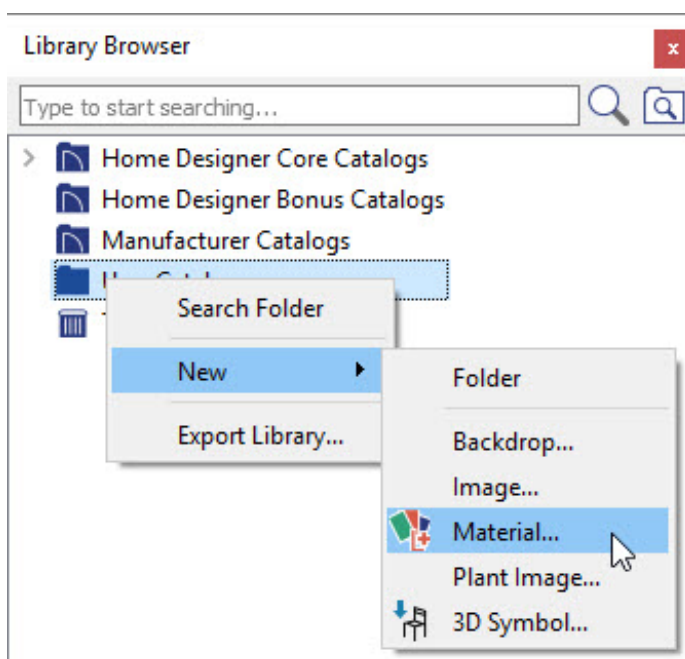 Library Browser
x
Type to start searching...
Home Designer Core Catalogs
Home Designer Bonus Catalogs
Manufacturer Catalogs
Search Folder
New
Export Library...
Folder
Backdrop...
Image...
Material...
Plant Image...
3D Symbol...